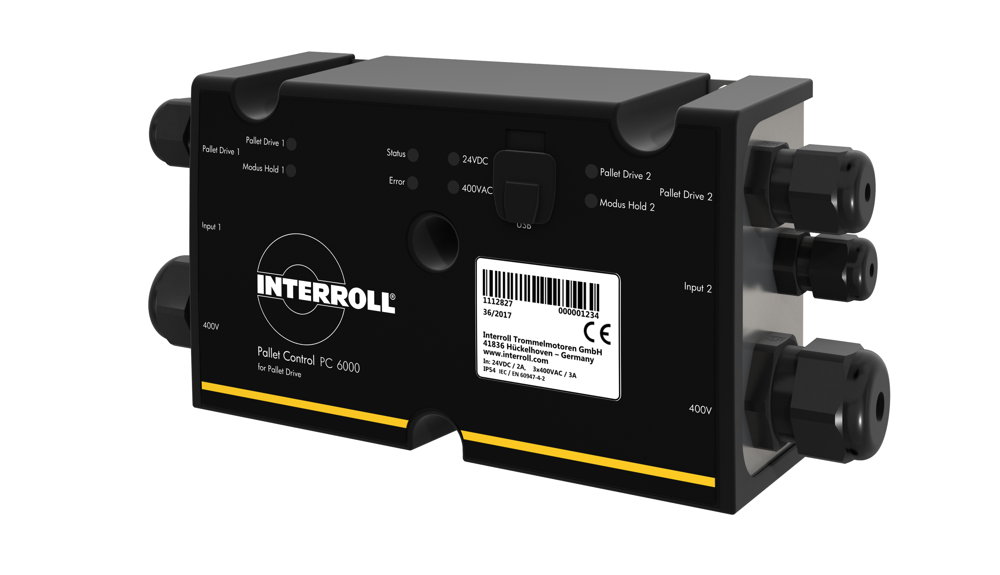 Pallet Drive 1
Pallet Drive 1
Modus Hold 1
Status
Error
24VDC
400VAC
USB
Pallet Drive 2
Modus Hold 2
Pallet Drive 2
Input 1
Input 2
400V
400V
INTERROLL®
Pallet Control PC 6000
for Pallet Drive
1112827
000001234
36/2017
CE
Interroll Trommelmotoren GmbH
41836 Hückelhoven – Germany
www.interroll.com
In: 24VDC / 2A, 3x400VAC / 3A
IP54 IEC / EN 60947-4-2